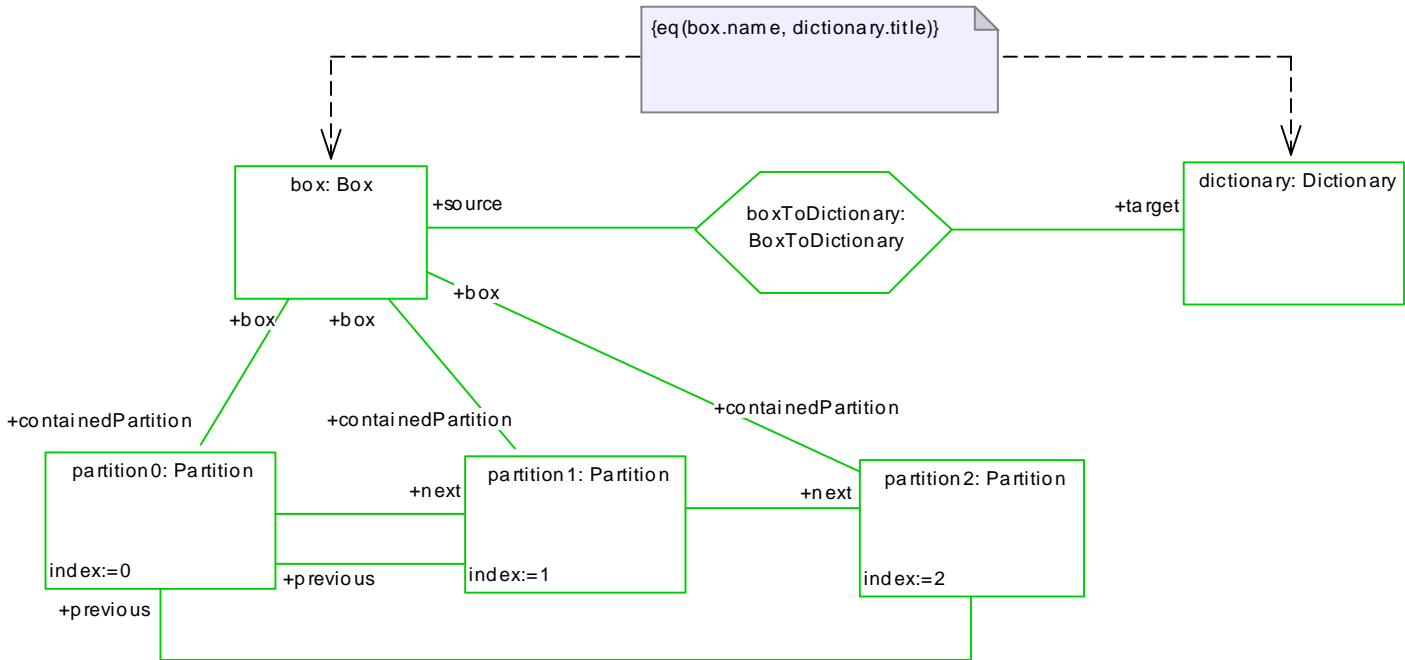 {eq(box.name, dictionary.title)}
box: Box
dictionary: Dictionary
+source
boxToDictionary:
BoxToDictionary
+target
+box
+box
+box
+containedPartition
+containedPartition
+containedPartition
partition0: Partition
partition1: Partition
partition2: Partition
+next
+next
index:=0
+previous
index:=1
index:=2
+previous